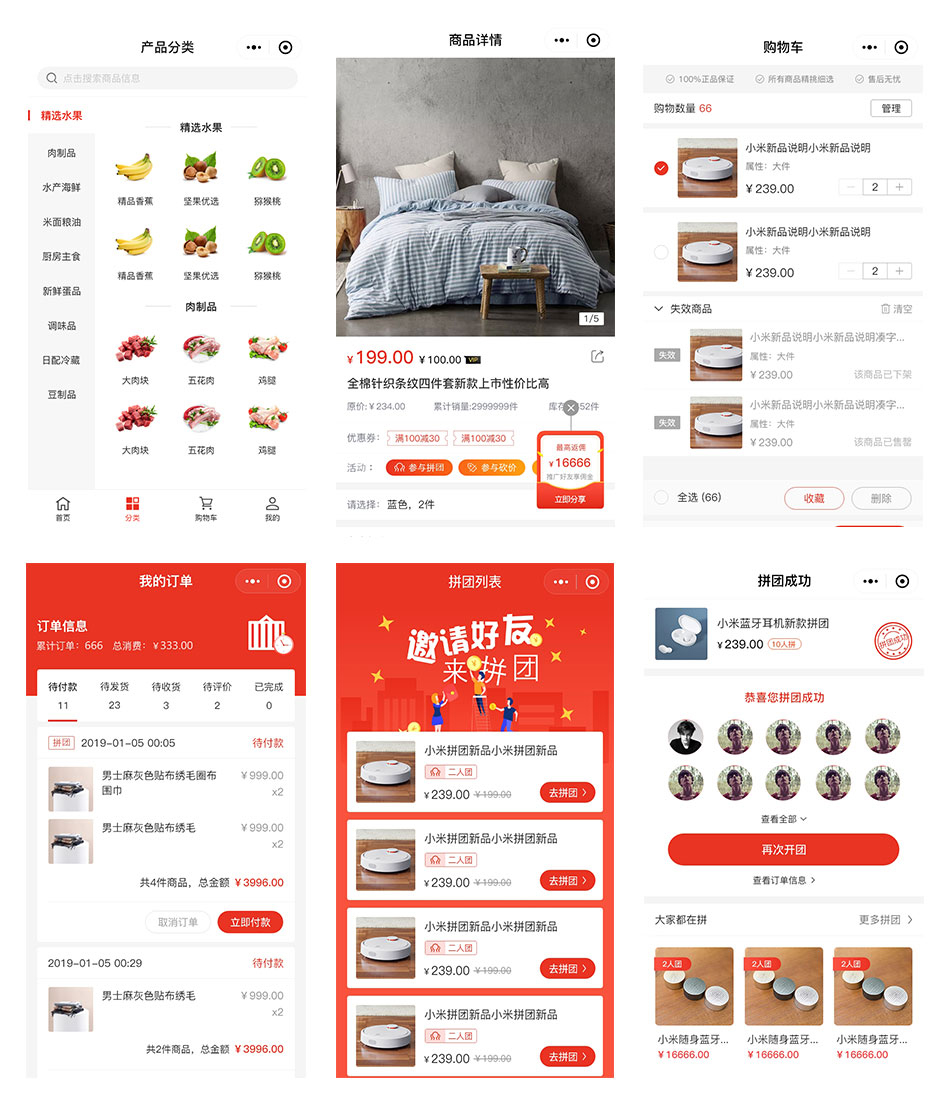 产品分类
点击搜索商品信息
精选水果
肉制品
水产海鲜
米面粮油
厨房主食
新鲜蛋品
调味品
日配冷藏
豆制品
精选水果
精品香蕉 坚果优选 猕猴桃
精品香蕉 坚果优选 猕猴桃
肉制品
大肉块 五花肉 鸡腿
大肉块 五花肉 鸡腿
首页 分类 购物车 我的
商品详情
1/5
¥199.00 ¥100.00 VIP
全棉针织条纹四件套新款上市性价比高
原价:¥234.00 累计销量:2999999件 库存 52件
优惠券: 满100减30 满100减30
活动: 参与拼团 参与砍价
最高返佣
¥16666
推广好友享佣金
立即分享
请选择: 蓝色，2件
购物车
100%正品保证 所有商品精挑细选 售后无忧
购物数量 66 管理
小米新品说明小米新品说明
属性：大件
¥239.00 － 2 ＋
小米新品说明小米新品说明
属性：大件
¥239.00 － 2 ＋
失效商品 清空
失效
小米新品说明小米新品说明凑字...
属性：大件
¥239.00 该商品已下架
失效
小米新品说明小米新品说明凑字...
属性：大件
¥239.00 该商品已售罄
全选 (66) 收藏 删除
我的订单
订单信息
累计订单：666 总消费：¥333.00
待付款 待发货 待收货 待评价 已完成
11 23 3 2 0
拼团 2019-01-05 00:05 待付款
男士麻灰色贴布绣毛圈布 ¥999.00
围巾 x2
男士麻灰色贴布绣毛 ¥999.00
x2
共4件商品，总金额 ¥3996.00
取消订单 立即付款
2019-01-05 00:29 待付款
男士麻灰色贴布绣毛 ¥999.00
x2
共2件商品，总金额 ¥3996.00
拼团列表
邀请好友
来拼团
小米拼团新品小米拼团新品
二人团
¥239.00 ¥199.00 去拼团
小米拼团新品小米拼团新品
二人团
¥239.00 ¥199.00 去拼团
小米拼团新品小米拼团新品
二人团
¥239.00 ¥199.00 去拼团
小米拼团新品小米拼团新品
二人团
¥239.00 ¥199.00 去拼团
拼团成功
小米蓝牙耳机新款拼团
¥239.00 10人拼
拼团成功
恭喜您拼团成功
查看全部
再次开团
查看订单信息
大家都在拼 更多拼团
2人团 2人团 2人团
小米随身蓝牙... 小米随身蓝牙... 小米随身蓝牙...
¥16666.00 ¥16666.00 ¥16666.00